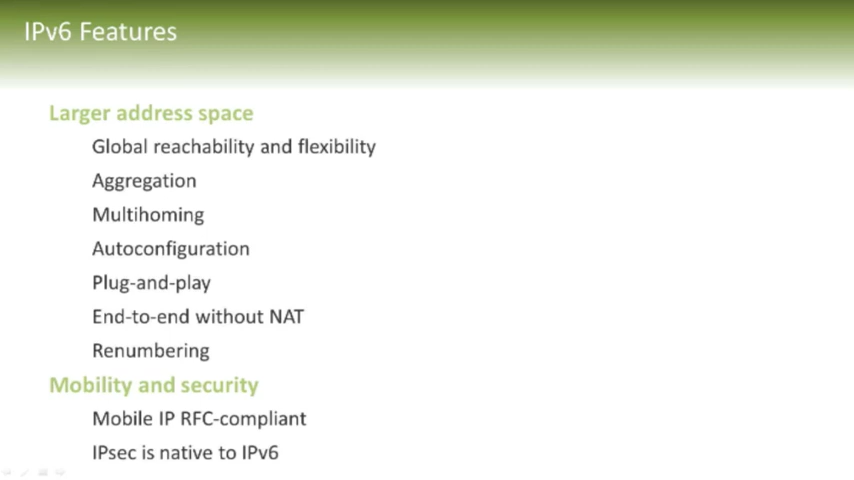 IPv6 Features
Larger address space
Global reachability and flexibility
Aggregation
Multihoming
Autoconfiguration
Plug-and-play
End-to-end without NAT
Renumbering
Mobility and security
Mobile IP RFC-compliant
IPsec is native to IPv6